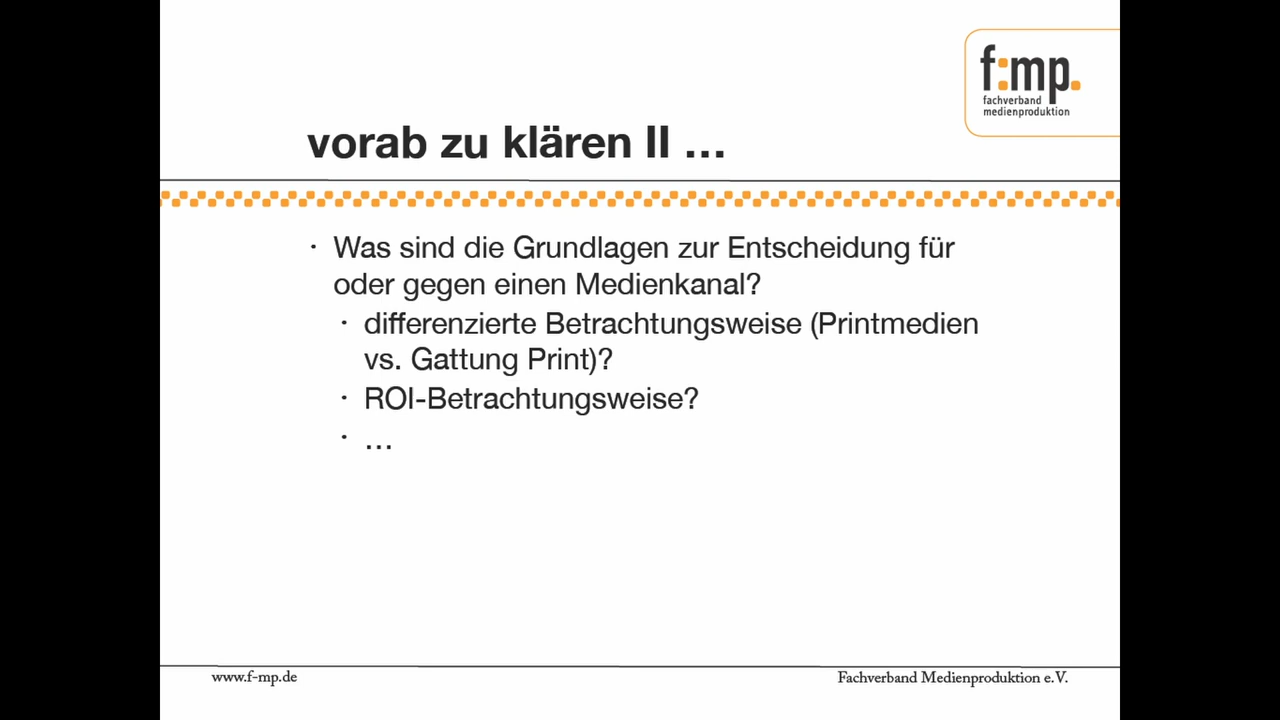 f:mp.
fachverband
medienproduktion
vorab zu klären II …
· Was sind die Grundlagen zur Entscheidung für
oder gegen einen Medienkanal?
· differenzierte Betrachtungsweise (Printmedien
vs. Gattung Print)?
· ROI-Betrachtungsweise?
· …
www.f-mp.de
Fachverband Medienproduktion e.V.